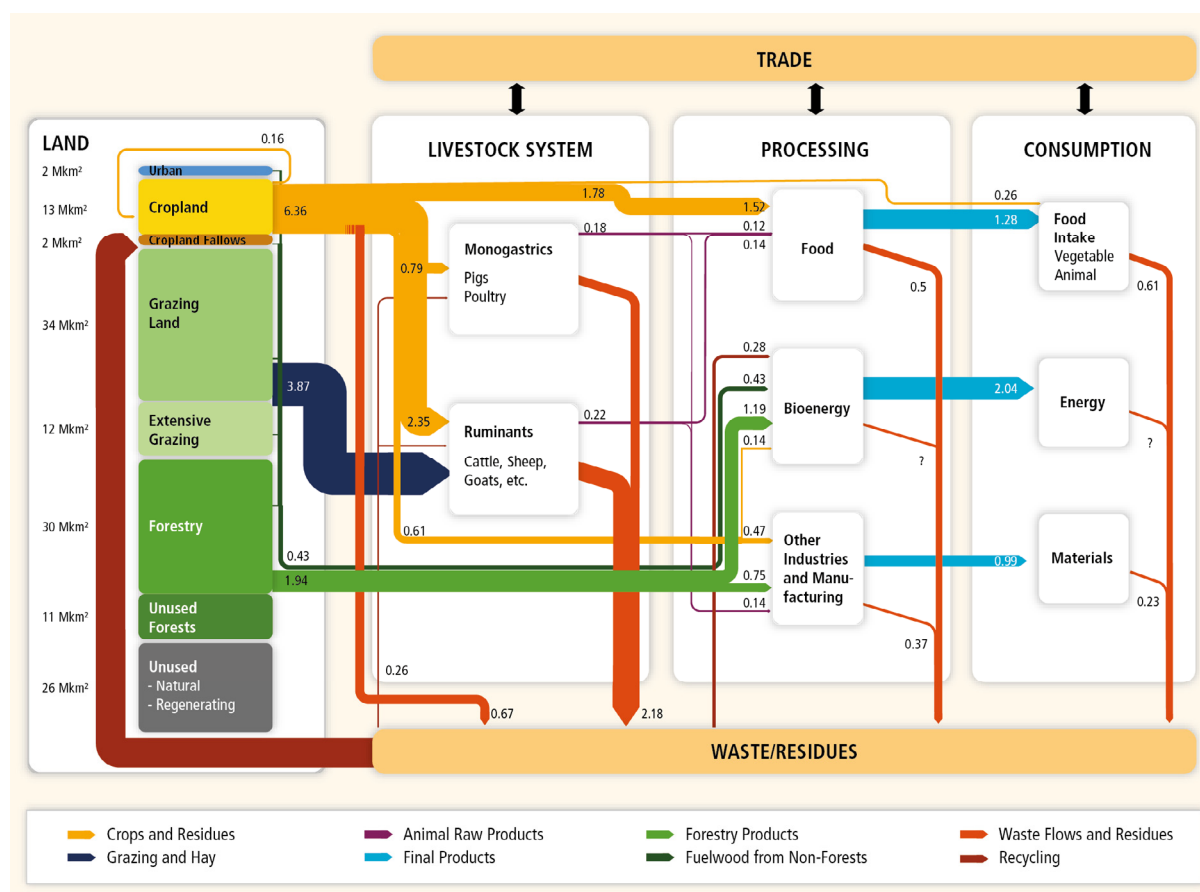 TRADE
LAND
0.16
LIVESTOCK SYSTEM
PROCESSING
CONSUMPTION
2 Mkm²
Urban
13 Mkm²
Cropland
6.36
1.78
1.52
0.26
1.28
2 Mkm²
Cropland Fallows
0.79
Monogastrics
Pigs
Poultry
0.18
0.12
0.14
Food
0.5
Food
Intake
Vegetable
Animal
0.61
34 Mkm²
Grazing
Land
3.87
12 Mkm²
Extensive
Grazing
2.35
Ruminants
Cattle, Sheep,
Goats, etc.
0.22
0.28
0.43
1.19
0.14
Bioenergy
?
2.04
Energy
?
30 Mkm²
Forestry
0.43
1.94
0.61
0.47
0.75
0.14
Other
Industries
and Manu-
facturing
0.37
0.99
Materials
0.23
11 Mkm²
Unused
Forests
26 Mkm²
Unused
- Natural
- Regenerating
0.26
0.67
2.18
WASTE/RESIDUES
Crops and Residues
Animal Raw Products
Forestry Products
Waste Flows and Residues
Grazing and Hay
Final Products
Fuelwood from Non-Forests
Recycling